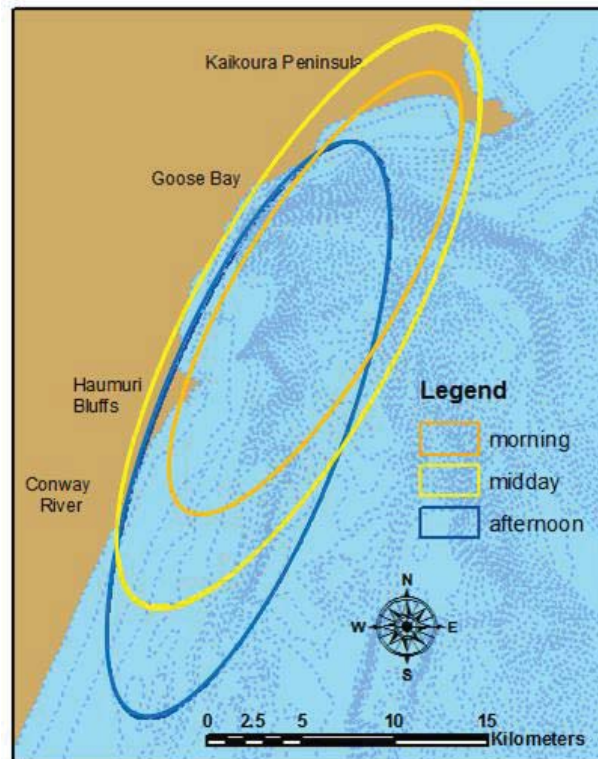 Kaikoura Peninsula
Goose Bay
Haumuri
Bluffs
Conway
River
Legend
morning
midday
afternoon
N
W E
S
0 2.5 5 10 15
Kilometers